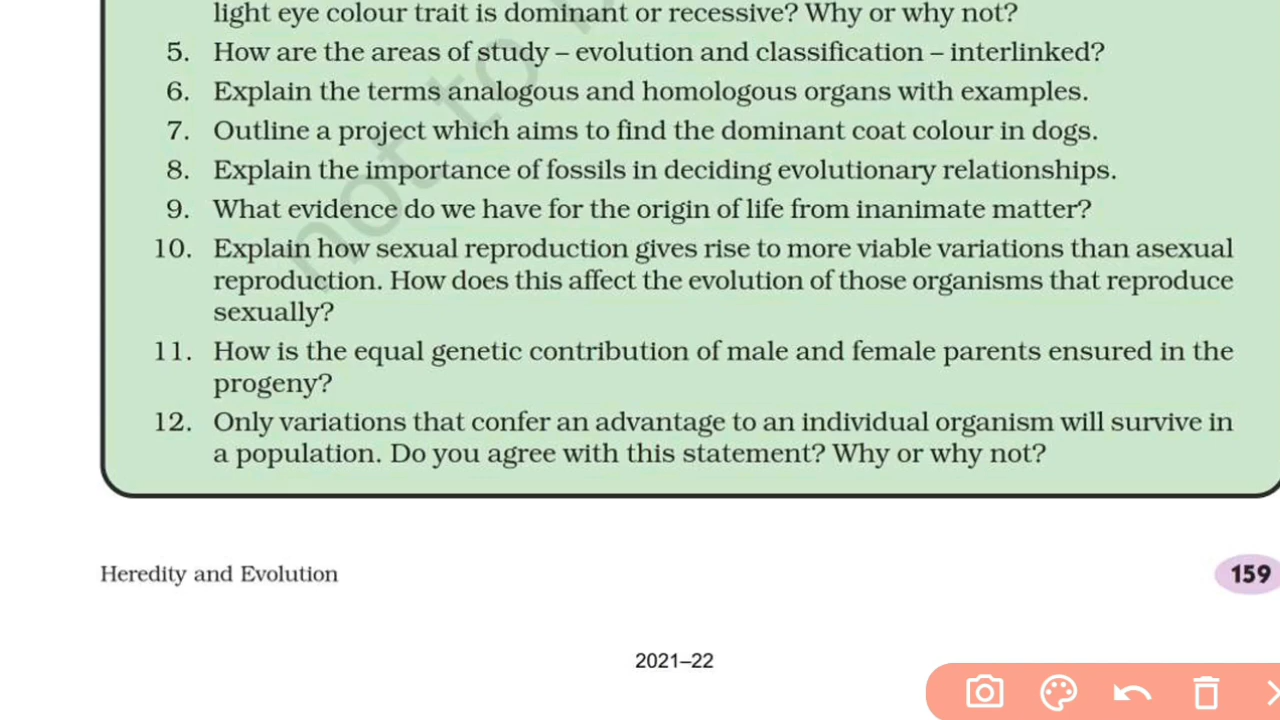 light eye colour trait is dominant or recessive? Why or why not?
5. How are the areas of study – evolution and classification – interlinked?
6. Explain the terms analogous and homologous organs with examples.
7. Outline a project which aims to find the dominant coat colour in dogs.
8. Explain the importance of fossils in deciding evolutionary relationships.
9. What evidence do we have for the origin of life from inanimate matter?
10. Explain how sexual reproduction gives rise to more viable variations than asexual
reproduction. How does this affect the evolution of those organisms that reproduce
sexually?
11. How is the equal genetic contribution of male and female parents ensured in the
progeny?
12. Only variations that confer an advantage to an individual organism will survive in
a population. Do you agree with this statement? Why or why not?
not to
Heredity and Evolution
159
2021–22